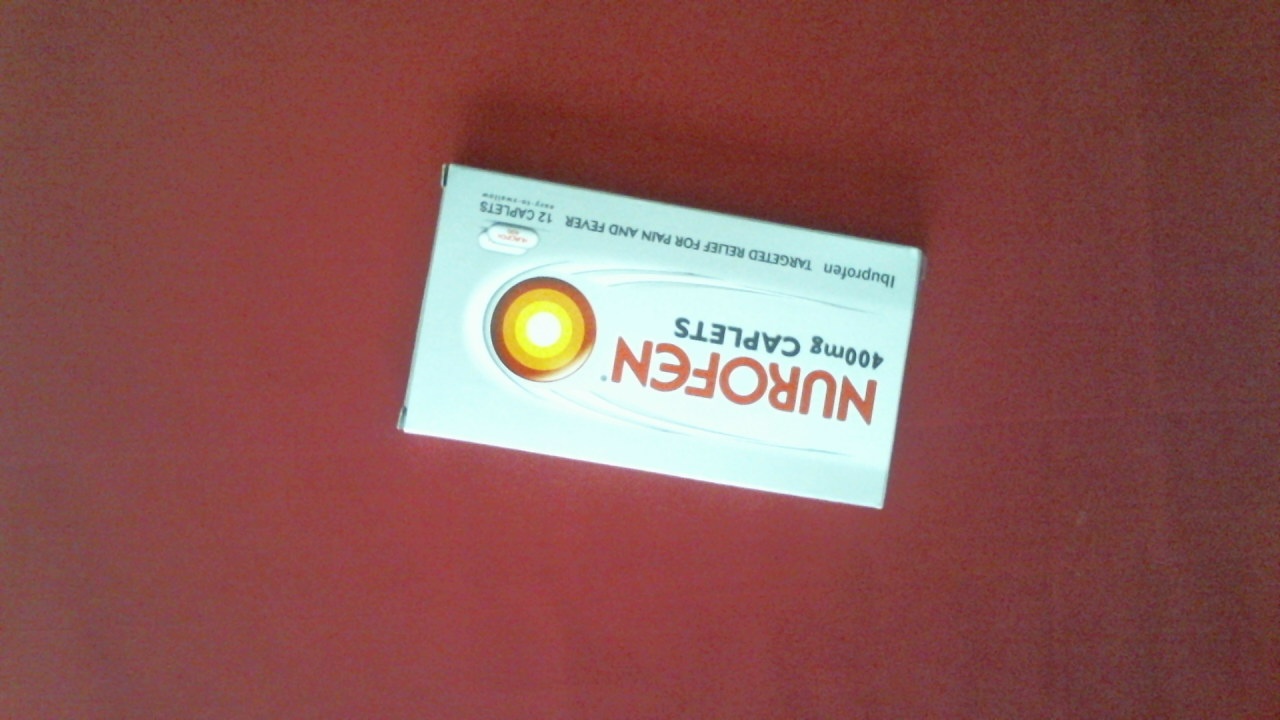 NUROFEN®
400mg CAPLETS
Ibuprofen TARGETED RELIEF FOR PAIN AND FEVER 12 CAPLETS
easy-to-swallow